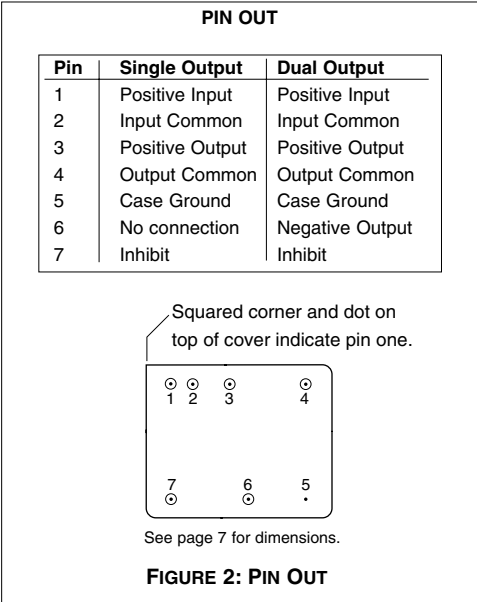 PIN OUT
Pin Single Output Dual Output
1 Positive Input Positive Input
2 Input Common Input Common
3 Positive Output Positive Output
4 Output Common Output Common
5 Case Ground Case Ground
6 No connection Negative Output
7 Inhibit Inhibit
Squared corner and dot on
top of cover indicate pin one.
1 2 3 4
7 6 5
See page 7 for dimensions.
FIGURE 2: PIN OUT